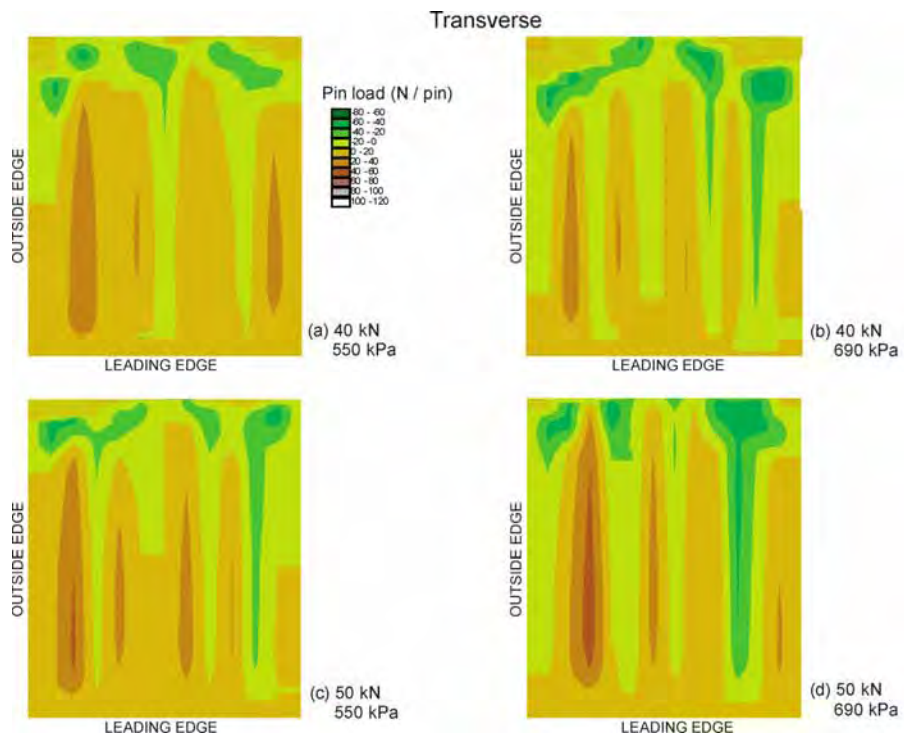 Transverse
Pin load (N / pin)
-80 - -60
-60 - -40
-40 - -20
-20 - 0
0 - 20
20 - 40
40 - 60
60 - 80
80 - 100
100 - 120
OUTSIDE EDGE
LEADING EDGE
(a) 40 kN
550 kPa
OUTSIDE EDGE
LEADING EDGE
(b) 40 kN
690 kPa
OUTSIDE EDGE
LEADING EDGE
(c) 50 kN
550 kPa
OUTSIDE EDGE
LEADING EDGE
(d) 50 kN
690 kPa